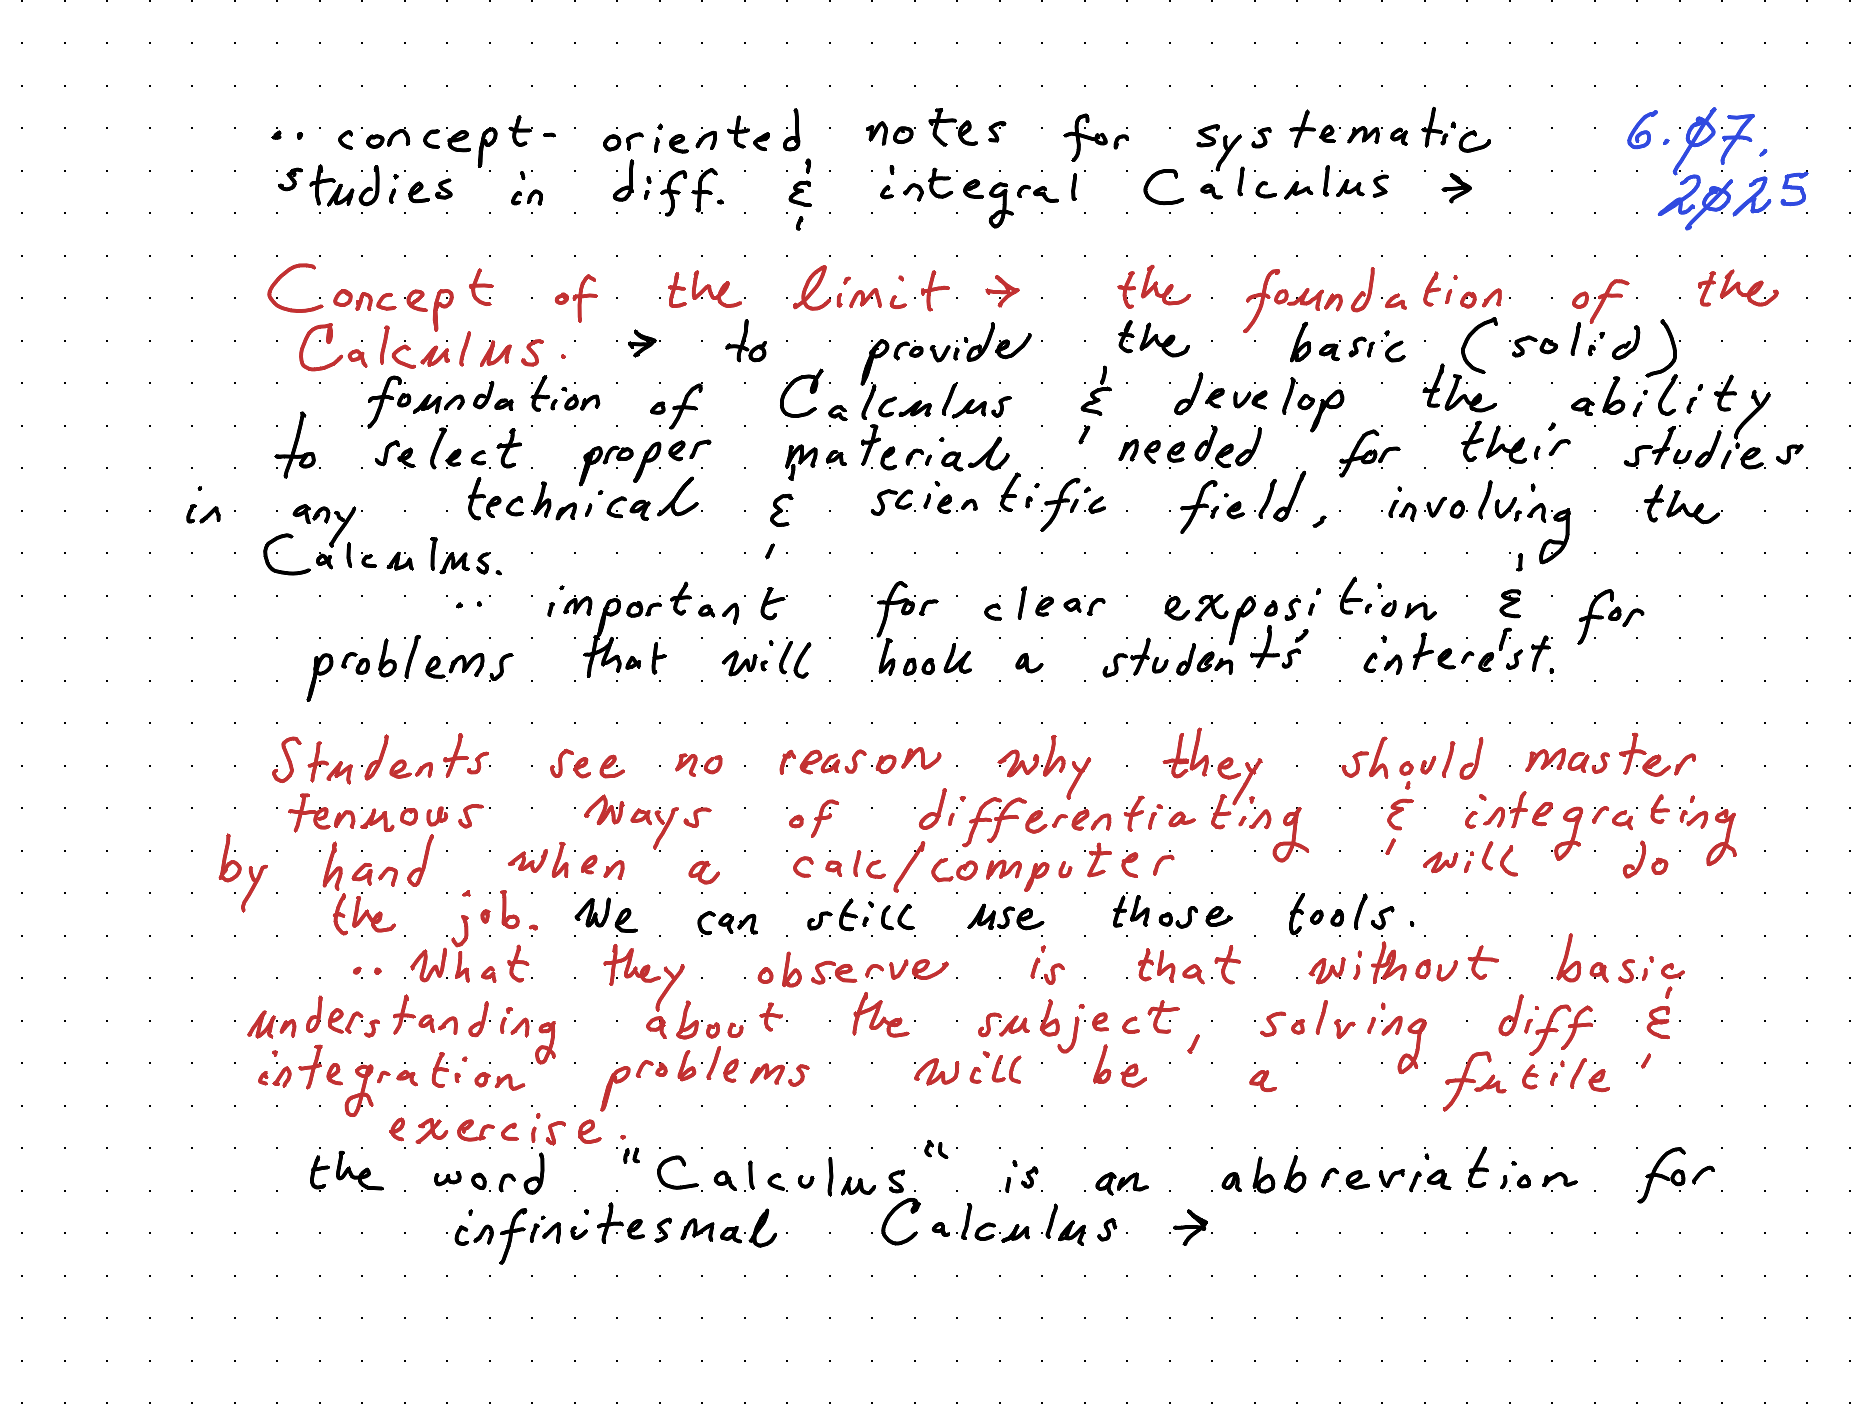 ·· concept-oriented notes for systematic 6.07.
studies in diff. & integral Calculus → 2025
Concept of the limit → the foundation of the
Calculus. → to provide the basic (solid)
foundation of Calculus & develop the ability
to select proper material needed for their studies
in any technical & scientific field, involving the
Calculus.
·· important for clear exposition & for
problems that will hook a students' interest.
Students see no reason why they should master
tenuous ways of differentiating & integrating
by hand when a calc/computer will do
the job. We can still use those tools.
·· What they observe is that without basic
understanding about the subject, solving diff &
integration problems will be a futile
exercise.
the word "Calculus" is an abbreviation for
infinitesmal Calculus →